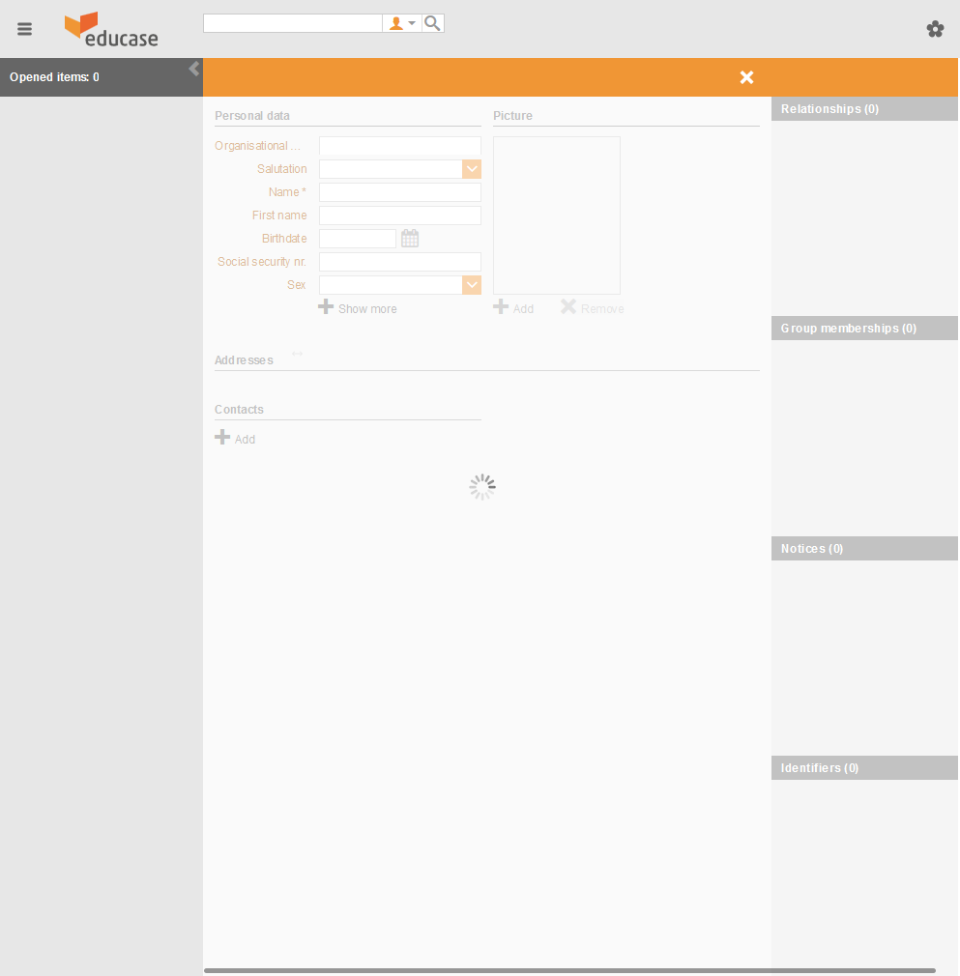 educase
Opened items: 0
Personal data
Picture
Relationships (0)
Organisational ...
Salutation
Name *
First name
Birthdate
Social security nr.
Sex
Show more
Add
Remove
Group memberships (0)
Addresses
Contacts
Add
Notices (0)
Identifiers (0)